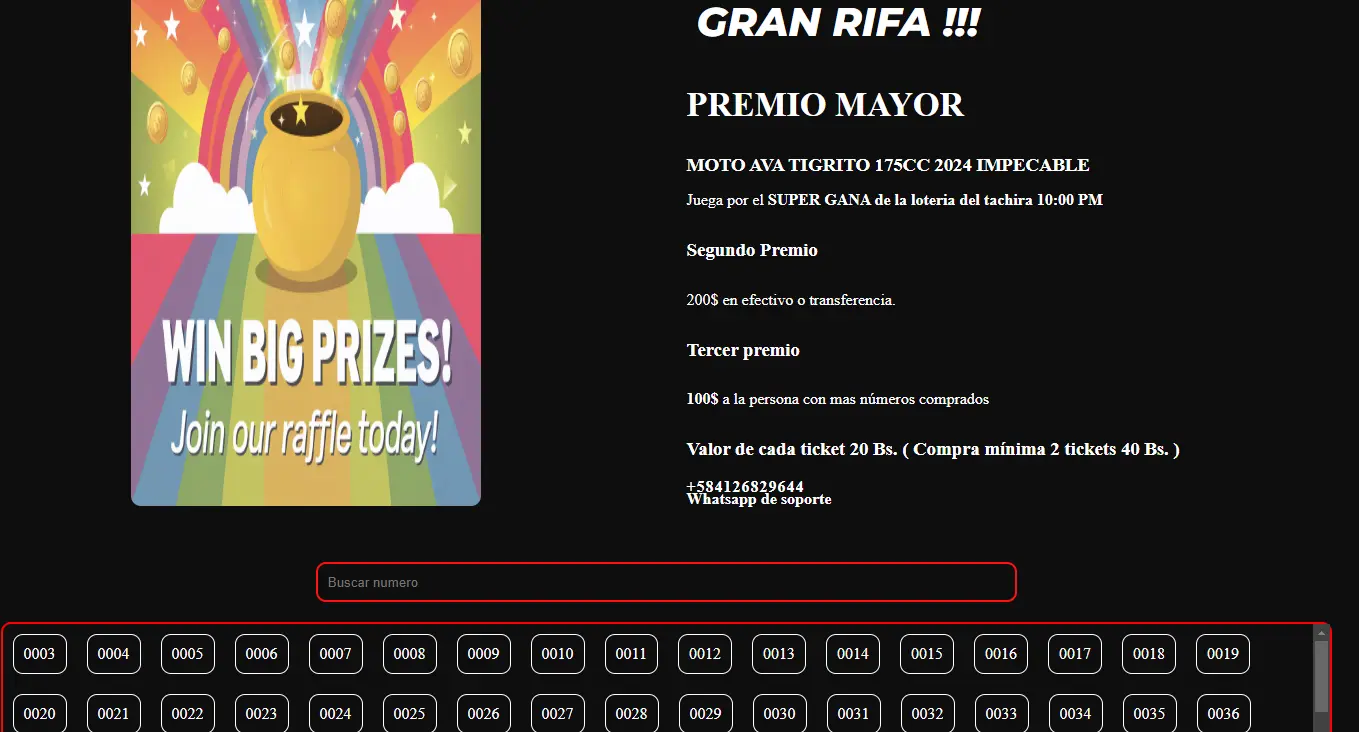 GRAN RIFA !!!
PREMIO MAYOR
MOTO AVA TIGRITO 175CC 2024 IMPECABLE
Juega por el SUPER GANA de la loteria del tachira 10:00 PM
Segundo Premio
200$ en efectivo o transferencia.
Tercer premio
100$ a la persona con mas números comprados
Valor de cada ticket 20 Bs. ( Compra mínima 2 tickets 40 Bs. )
+584126829644
Whatsapp de soporte
WIN BIG PRIZES!
Join our raffle today!
Buscar numero
0003 0004 0005 0006 0007 0008 0009 0010 0011 0012 0013 0014 0015 0016 0017 0018 0019
0020 0021 0022 0023 0024 0025 0026 0027 0028 0029 0030 0031 0032 0033 0034 0035 0036